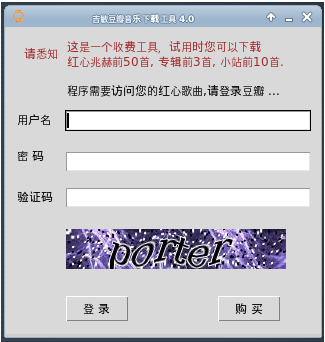 吉敏豆瓣音乐下载工具 4.0
请悉知
这是一个收费工具，试用时您可以下载
红心兆赫前50首, 专辑前3首, 小站前10首.
程序需要访问您的红心歌曲,请登录豆瓣 ...
用户名
密 码
验证码
porter
登 录
购 买